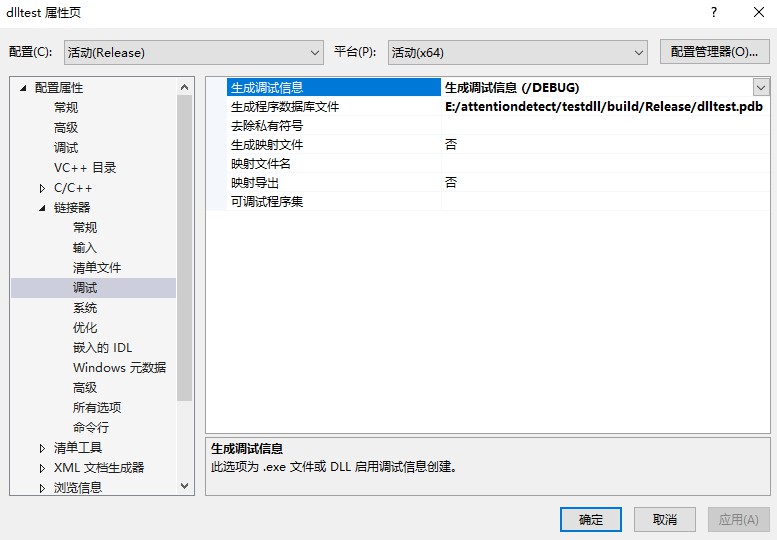 dlltest 属性页
配置(C): 活动(Release) 平台(P): 活动(x64) 配置管理器(O)...
配置属性
常规
高级
调试
VC++ 目录
C/C++
链接器
常规
输入
清单文件
调试
系统
优化
嵌入的 IDL
Windows 元数据
高级
所有选项
命令行
清单工具
XML 文档生成器
浏览信息
生成调试信息 生成调试信息 (/DEBUG)
生成程序数据库文件 E:/attentiondetect/testdll/build/Release/dlltest.pdb
去除私有符号
生成映射文件 否
映射文件名
映射导出 否
可调试程序集
生成调试信息
此选项为 .exe 文件或 DLL 启用调试信息创建。
确定 取消 应用(A)